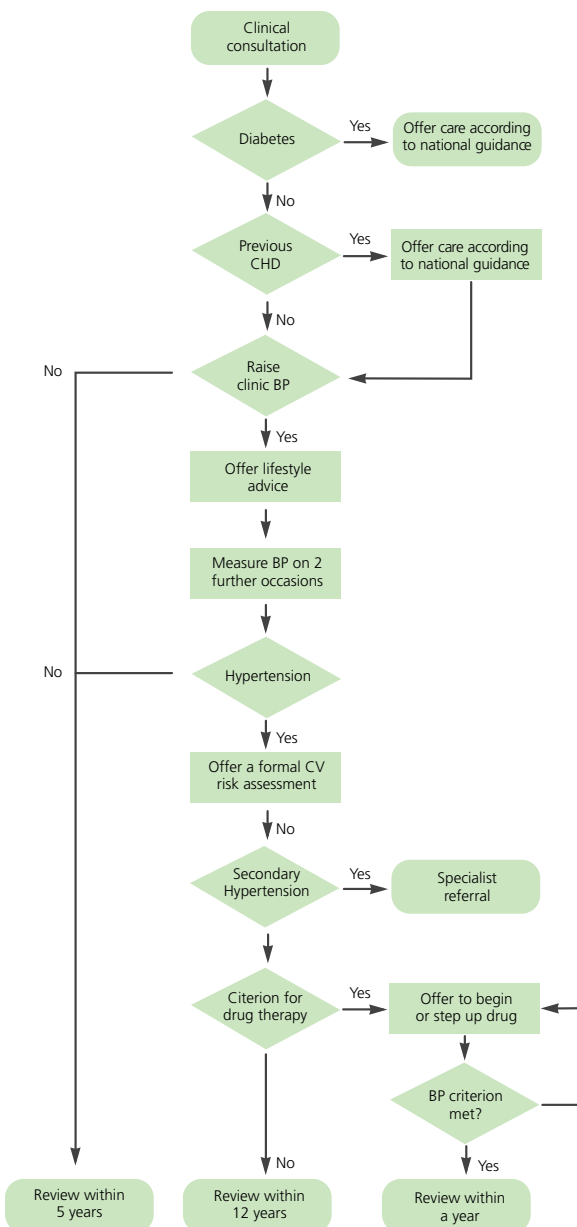 Clinical
consultation
Diabetes
Yes
Offer care according
to national guidance
No
Previous
CHD
Yes
Offer care according
to national guidance
No
No
Raise
clinic BP
Yes
Offer lifestyle
advice
Measure BP on 2
further occasions
No
Hypertension
Yes
Offer a formal CV
risk assessment
No
Secondary
Hypertension
Yes
Specialist
referral
Criterion for
drug therapy
Yes
Offer to begin
or step up drug
BP criterion
met?
No
Yes
Review within
5 years
Review within
12 years
Review within
a year